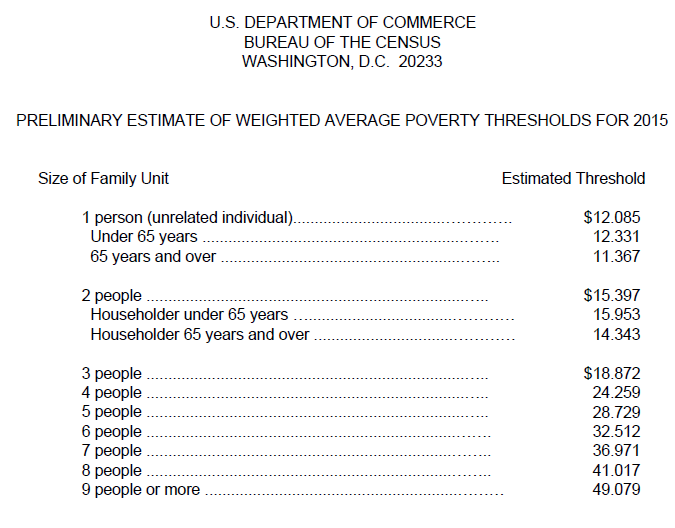 U.S. DEPARTMENT OF COMMERCE
BUREAU OF THE CENSUS
WASHINGTON, D.C. 20233
PRELIMINARY ESTIMATE OF WEIGHTED AVERAGE POVERTY THRESHOLDS FOR 2015
Size of Family Unit Estimated Threshold
1 person (unrelated individual)................................................. $12.085
Under 65 years .................................................................. 12.331
65 years and over .............................................................. 11.367
2 people .............................................................................. $15.397
Householder under 65 years ................................................. 15.953
Householder 65 years and over ............................................. 14.343
3 people .............................................................................. $18.872
4 people .............................................................................. 24.259
5 people .............................................................................. 28.729
6 people .............................................................................. 32.512
7 people .............................................................................. 36.971
8 people .............................................................................. 41.017
9 people or more .................................................................. 49.079